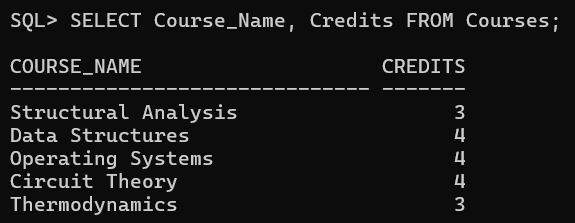 SQL> SELECT Course_Name, Credits FROM Courses;
COURSE_NAME                    CREDITS
------------------------------ -------
Structural Analysis                  3
Data Structures                      4
Operating Systems                    4
Circuit Theory                       4
Thermodynamics                       3